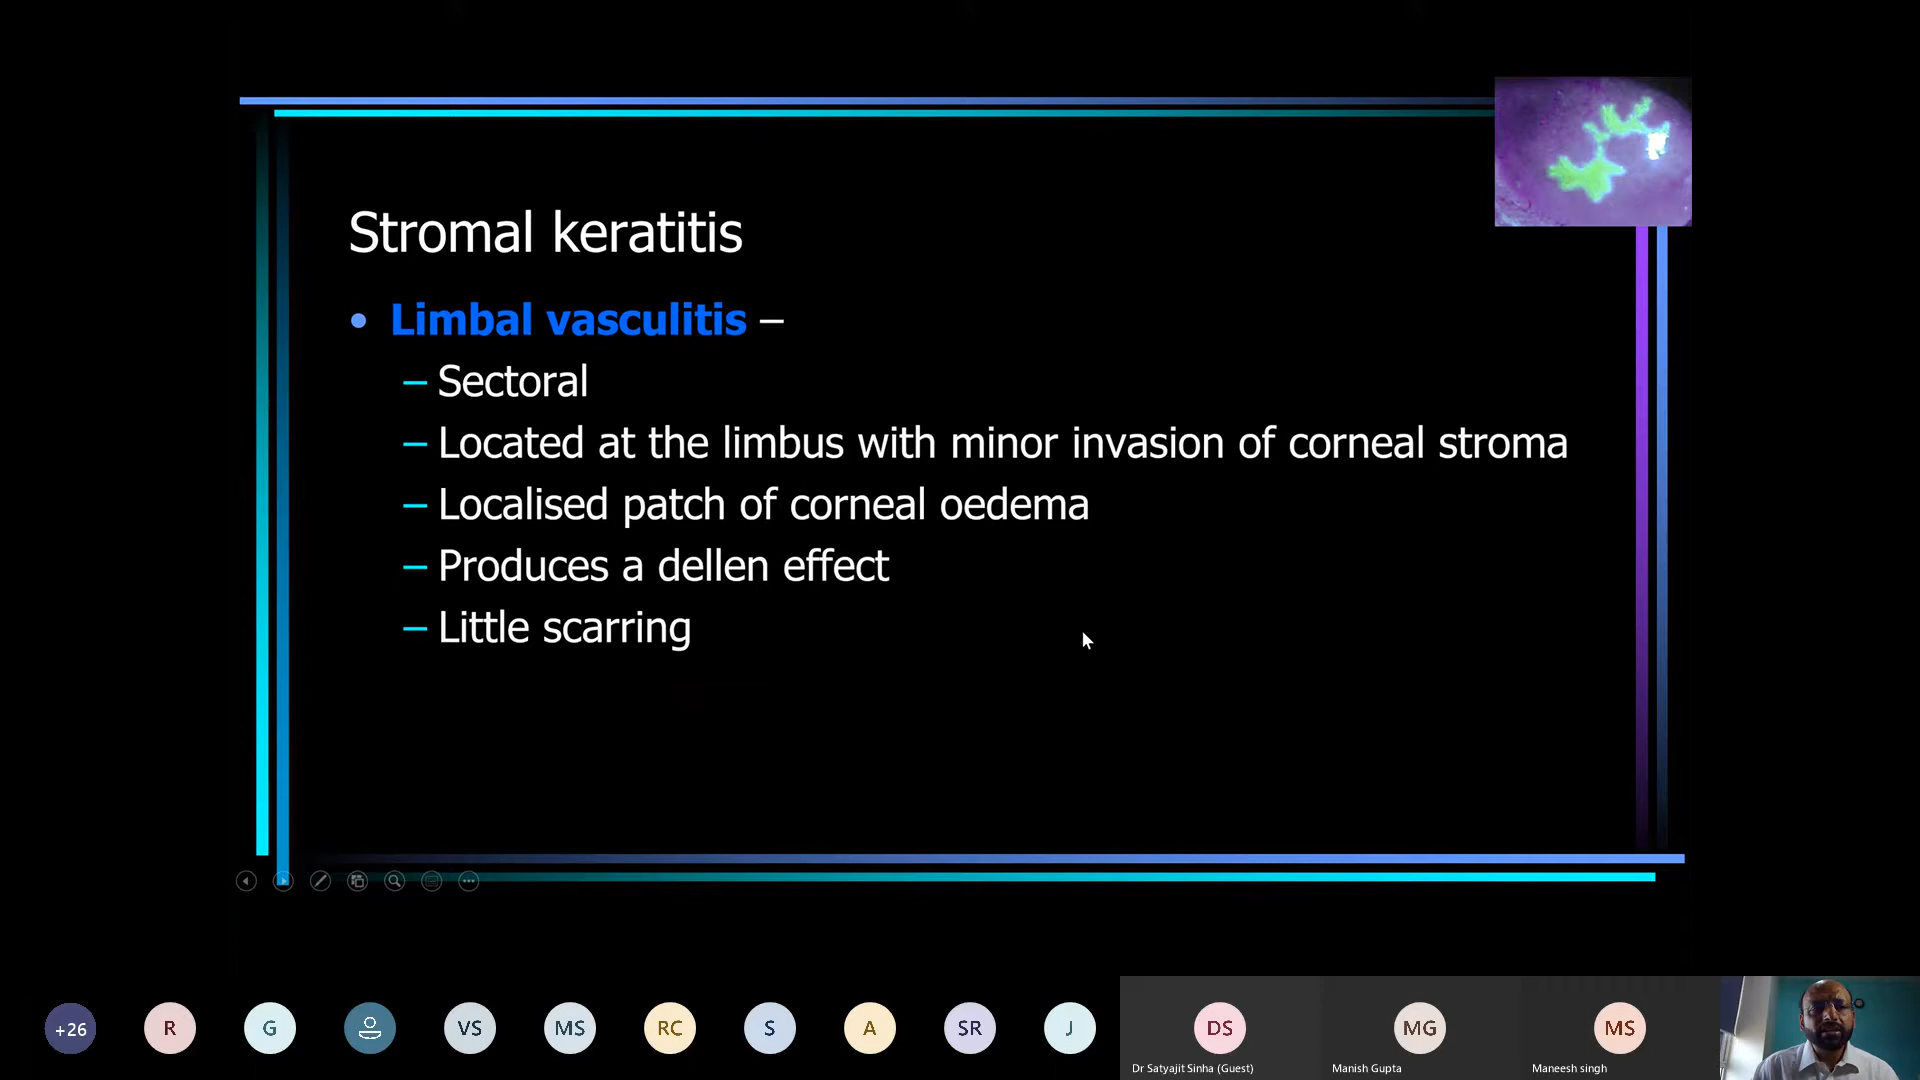 Stromal keratitis
• Limbal vasculitis –
– Sectoral
– Located at the limbus with minor invasion of corneal stroma
– Localised patch of corneal oedema
– Produces a dellen effect
– Little scarring
+26
R
G
VS
MS
RC
S
A
SR
J
DS
MG
MS
Dr Satyajit Sinha (Guest)
Manish Gupta
Maneesh singh